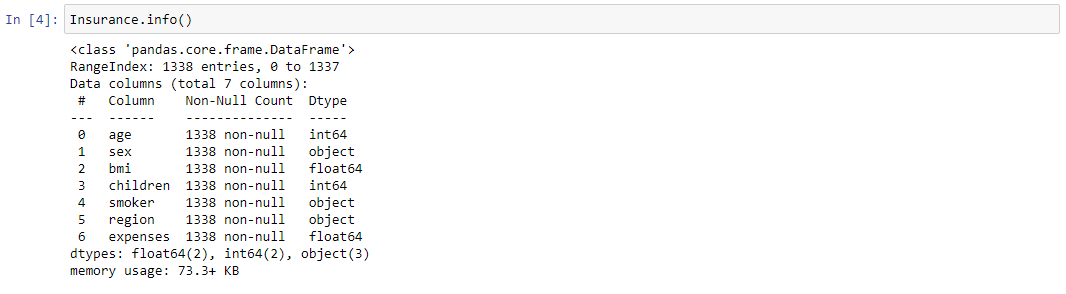 In [4]: Insurance.info()
<class 'pandas.core.frame.DataFrame'>
RangeIndex: 1338 entries, 0 to 1337
Data columns (total 7 columns):
 #   Column    Non-Null Count  Dtype
---  ------    --------------  -----
 0   age       1338 non-null   int64
 1   sex       1338 non-null   object
 2   bmi       1338 non-null   float64
 3   children  1338 non-null   int64
 4   smoker    1338 non-null   object
 5   region    1338 non-null   object
 6   expenses  1338 non-null   float64
dtypes: float64(2), int64(2), object(3)
memory usage: 73.3+ KB